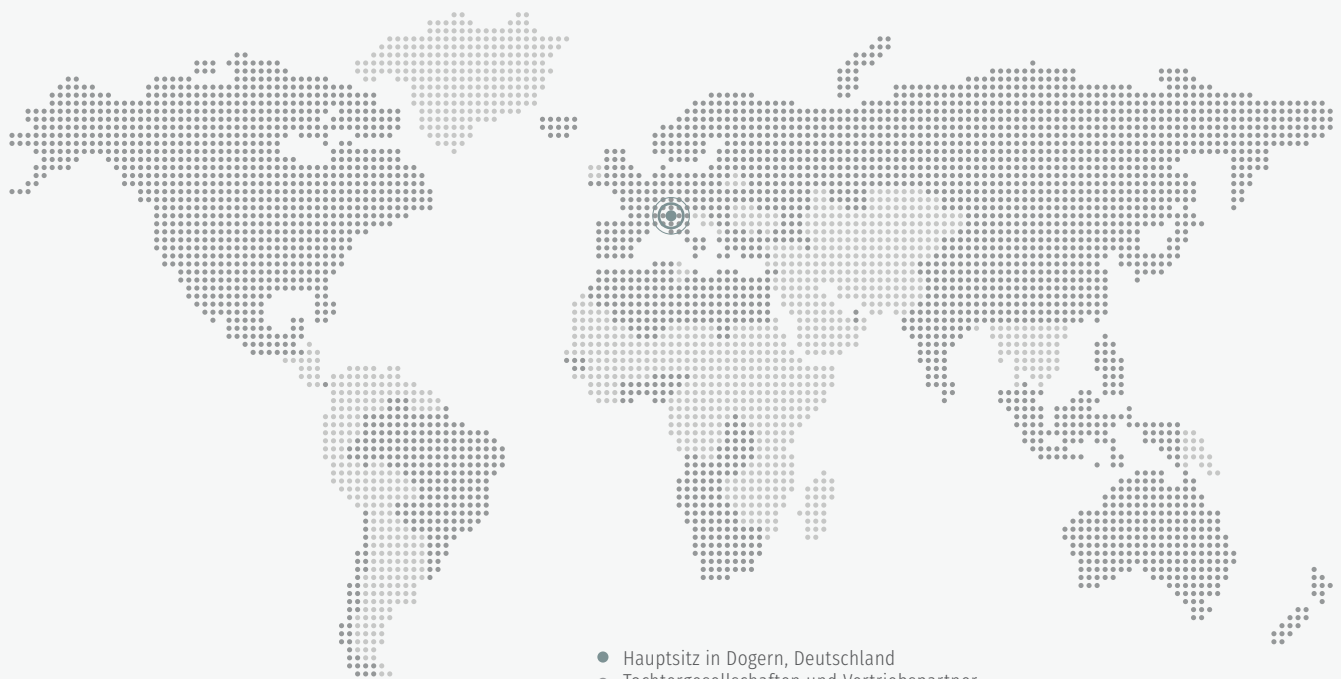 Hauptsitz in Dogern, Deutschland
Tochtergesellschaften und Vertriebspartner